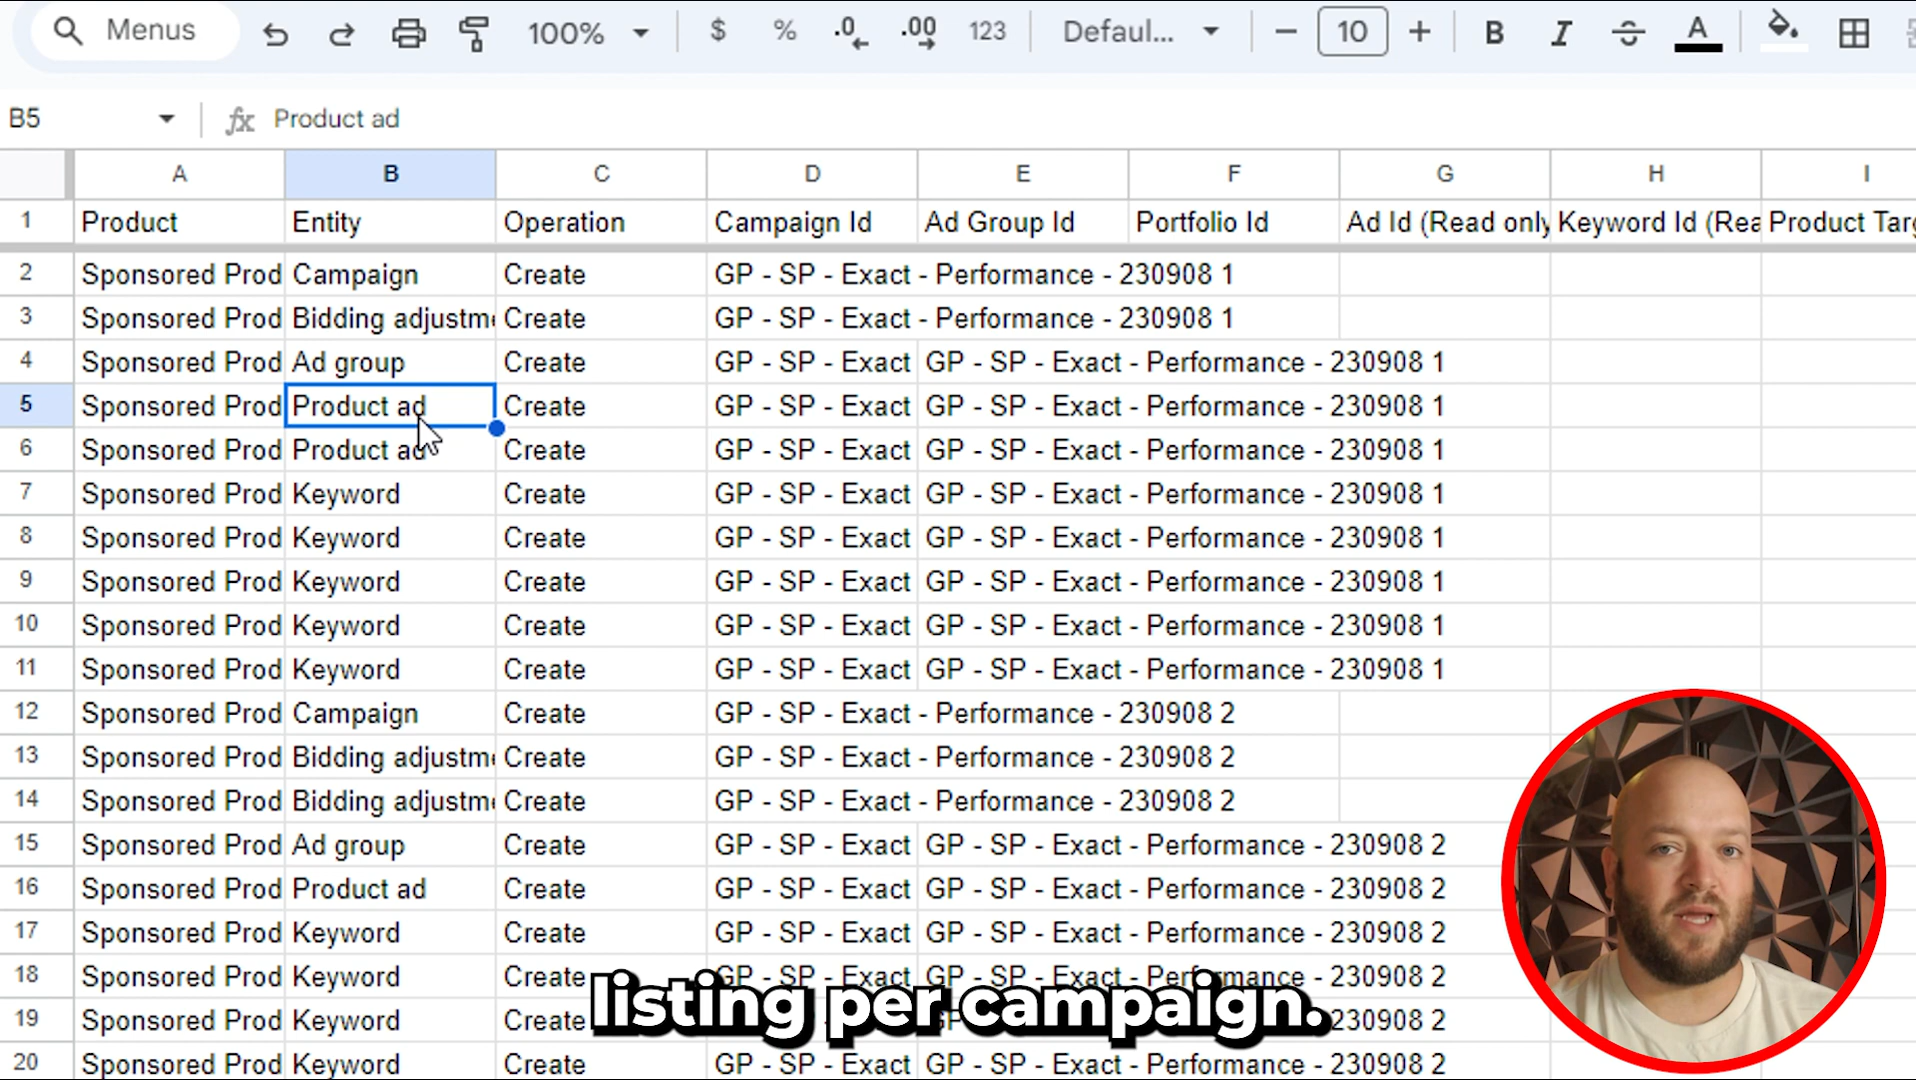 Menus 100% $ % .0 .00 123 Defaul... 10 B I A
B5 fx Product ad
A B C D E F G H I
1 Product Entity Operation Campaign Id Ad Group Id Portfolio Id Ad Id (Read only Keyword Id (Rea Product Targ
2 Sponsored Prod Campaign Create GP - SP - Exact - Performance - 230908 1
3 Sponsored Prod Bidding adjustm Create GP - SP - Exact - Performance - 230908 1
4 Sponsored Prod Ad group Create GP - SP - Exact GP - SP - Exact - Performance - 230908 1
5 Sponsored Prod Product ad Create GP - SP - Exact GP - SP - Exact - Performance - 230908 1
6 Sponsored Prod Product ad Create GP - SP - Exact GP - SP - Exact - Performance - 230908 1
7 Sponsored Prod Keyword Create GP - SP - Exact GP - SP - Exact - Performance - 230908 1
8 Sponsored Prod Keyword Create GP - SP - Exact GP - SP - Exact - Performance - 230908 1
9 Sponsored Prod Keyword Create GP - SP - Exact GP - SP - Exact - Performance - 230908 1
10 Sponsored Prod Keyword Create GP - SP - Exact GP - SP - Exact - Performance - 230908 1
11 Sponsored Prod Keyword Create GP - SP - Exact GP - SP - Exact - Performance - 230908 1
12 Sponsored Prod Campaign Create GP - SP - Exact - Performance - 230908 2
13 Sponsored Prod Bidding adjustm Create GP - SP - Exact - Performance - 230908 2
14 Sponsored Prod Bidding adjustm Create GP - SP - Exact - Performance - 230908 2
15 Sponsored Prod Ad group Create GP - SP - Exact GP - SP - Exact - Performance - 230908 2
16 Sponsored Prod Product ad Create GP - SP - Exact GP - SP - Exact - Performance - 230908 2
17 Sponsored Prod Keyword Create GP - SP - Exact GP - SP - Exact - Performance - 230908 2
18 Sponsored Prod Keyword Create GP - SP - Exact GP - SP - Exact - Performance - 230908 2
listing per campaign.
19 Sponsored Prod Keyword Create 230908 2
20 Sponsored Prod Keyword Create GP - SP - Exact GP - SP - Exact - Performance - 230908 2